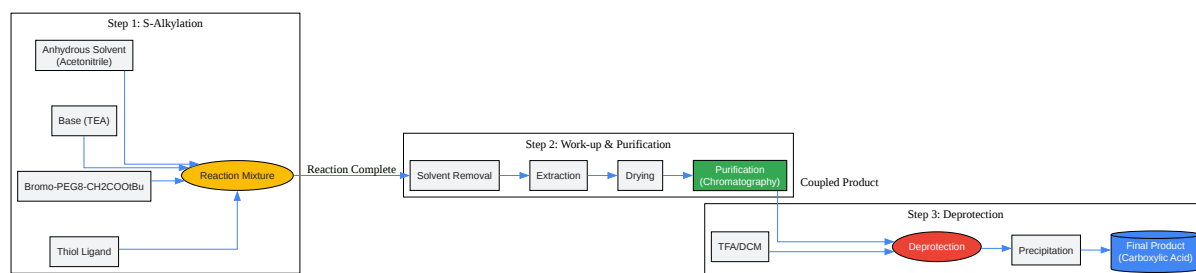 Step 1: S-Alkylation
Anhydrous Solvent
(Acetonitrile)
Base (TEA)
Bromo-PEG8-CH2COOtBu
Thiol Ligand
Reaction Mixture
Reaction Complete
Step 2: Work-up & Purification
Solvent Removal
Extraction
Drying
Purification
(Chromatography)
Coupled Product
Step 3: Deprotection
TFA/DCM
Deprotection
Precipitation
Final Product
(Carboxylic Acid)